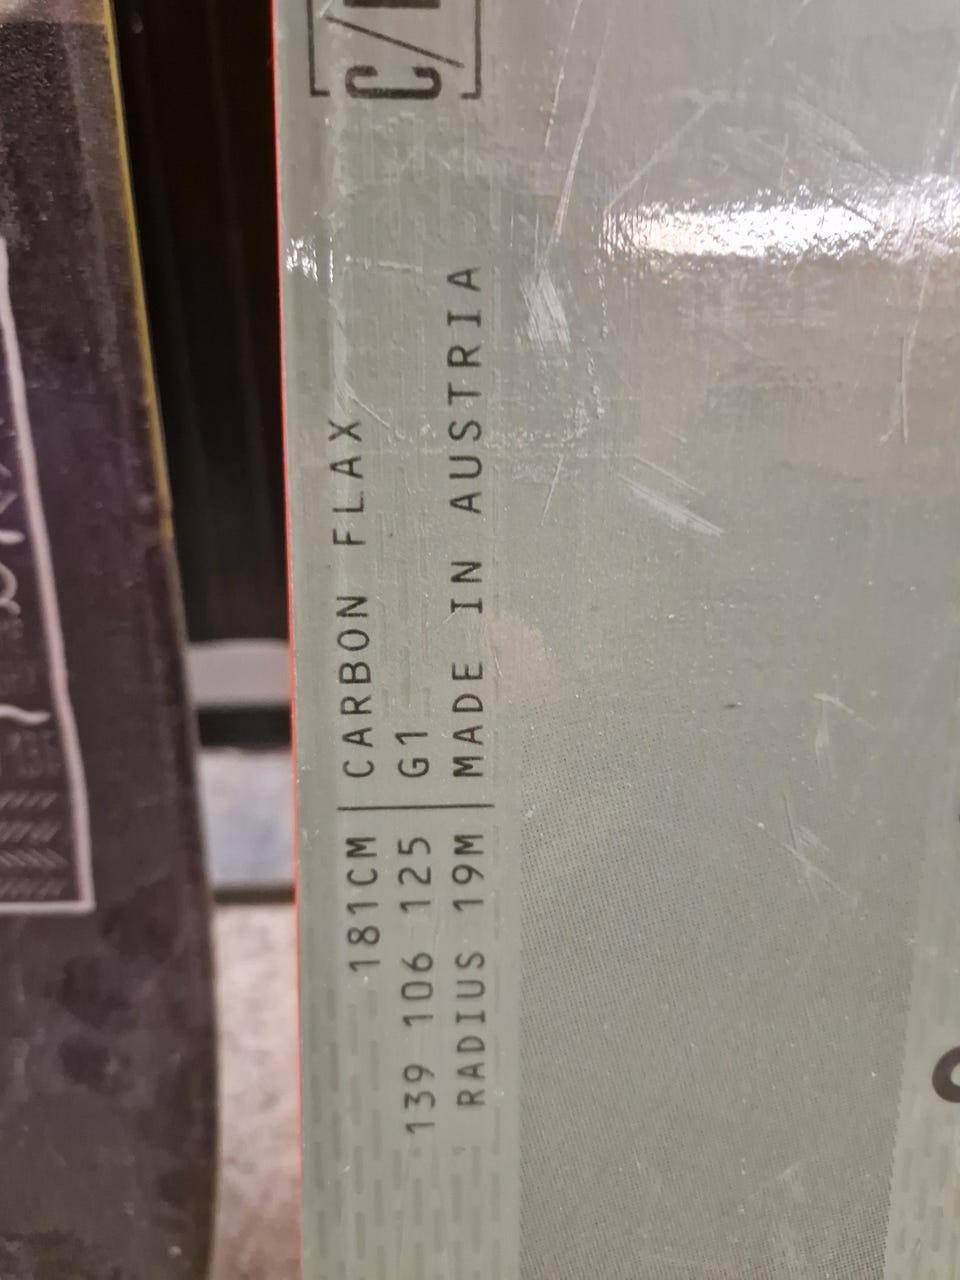 C/
181CM | CARBON FLAX
139 106 125 | G1
RADIUS 19M | MADE IN AUSTRIA